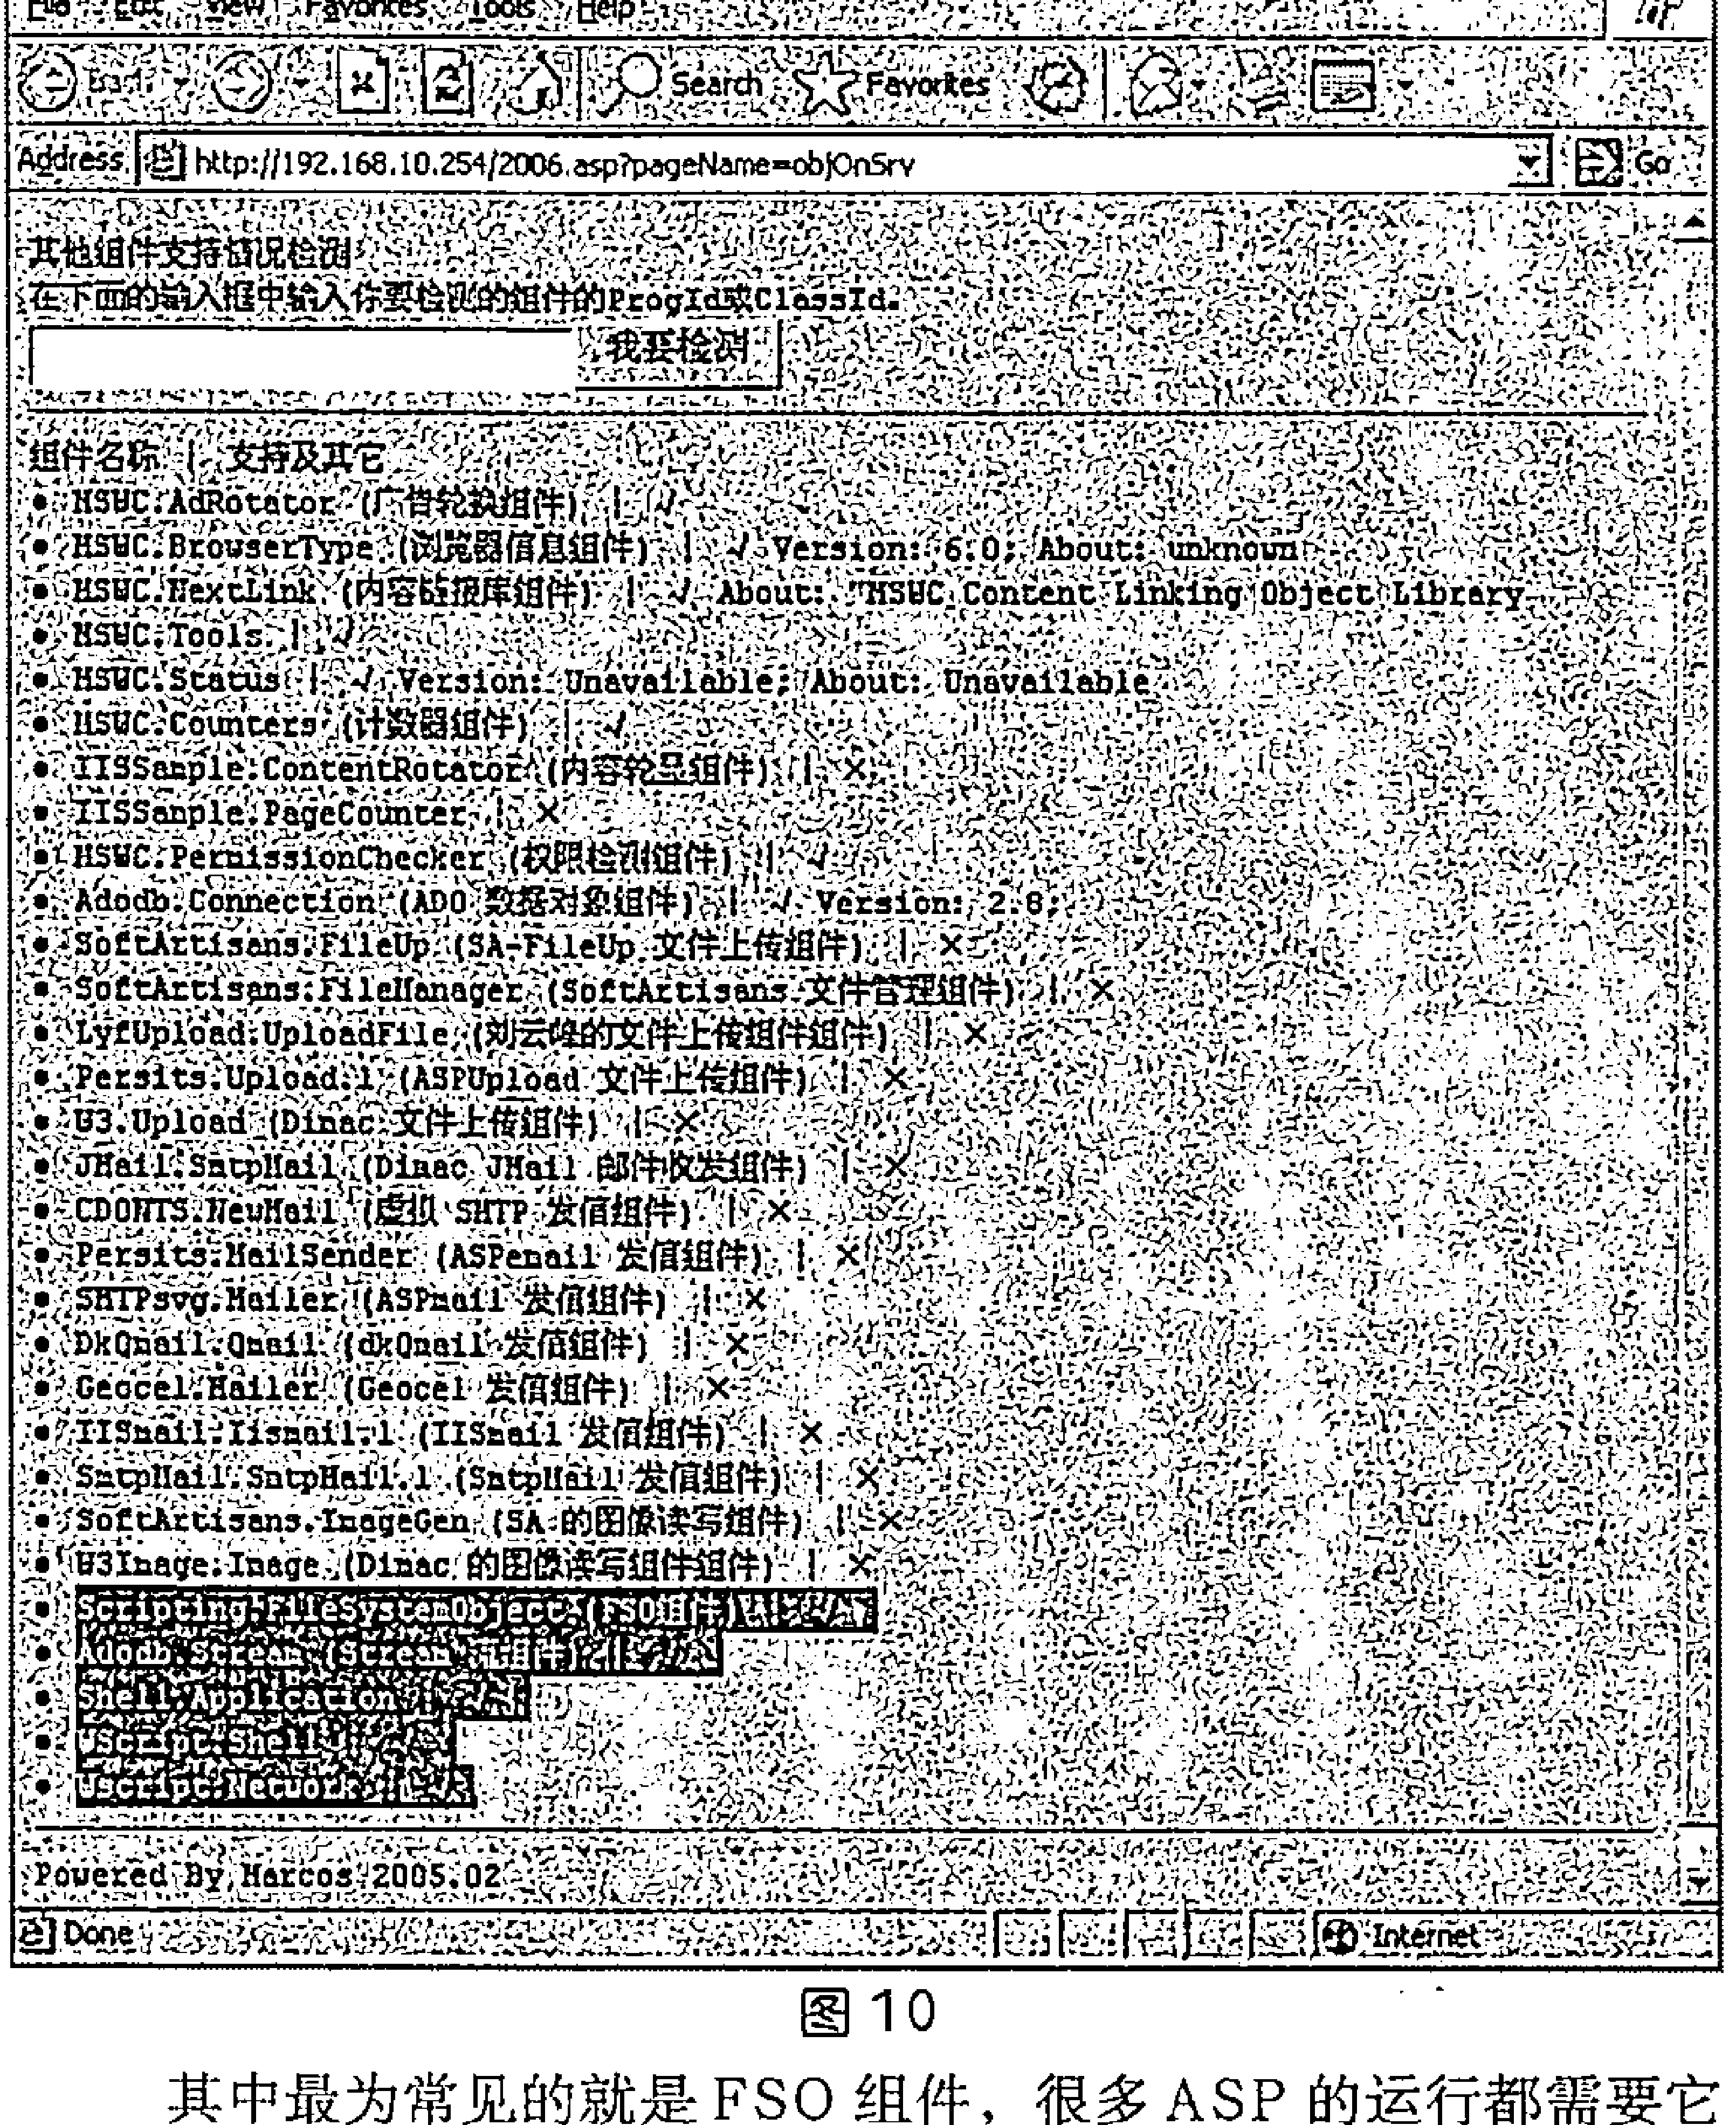 File Edit View Favorites Tools Help
Back Search Favorites
Address http://192.168.10.254/2006.asp?pageName=objOnSrv Go
其他组件支持情况检测
在下面的输入框中输入你要检测的组件的ProgId或ClassId。
我要检测
组件名称 | 支持及其它
• MSWC.AdRotator (广告轮换组件) | √
• MSWC.BrowserType (浏览器信息组件) | √ Version: 6.0; About: unknown
• MSWC.NextLink (内容链接库组件) | √ About: "MSWC Content Linking Object Library
• MSWC.Tools | √
• MSWC.Status | √ Version: Unavailable; About: Unavailable
• MSWC.Counters (计数器组件) | √
• IISSample.ContentRotator (内容轮显组件) | ×
• IISSample.PageCounter | ×
• MSWC.PermissionChecker (权限检测组件) | √
• Adodb.Connection (ADO 数据对象组件) | √ Version: 2.8;
• SoftArtisans.FileUp (SA-FileUp 文件上传组件) | ×
• SoftArtisans.FileManager (SoftArtisans 文件管理组件) | ×
• LyfUpload.UploadFile (刘云峰的文件上传组件组件) | ×
• Persits.Upload.1 (ASPUpload 文件上传组件) | ×
• W3.Upload (Dimac 文件上传组件) | ×
• JMail.SmtpMail (Dimac JMail 邮件收发组件) | ×
• CDONTS.NewMail (虚拟 SMTP 发信组件) | ×
• Persits.MailSender (ASPemail 发信组件) | ×
• SMTPsvg.Mailer (ASPmail 发信组件) | ×
• DkQmail.Qmail (dkQmail 发信组件) | ×
• Geocel.Mailer (Geocel 发信组件) | ×
• IISmail.Iismail.1 (IISmail 发信组件) | ×
• SmtpMail.SmtpMail.1 (SmtpMail 发信组件) | ×
• SoftArtisans.ImageGen (SA 的图像读写组件) | ×
• W3Image.Image (Dimac 的图像读写组件组件) | ×
• Scripting.FileSystemObject (FSO组件)
• Adodb.Stream (Stream 流组件)
• Shell.Application
• Wscript.Shell
• Wscript.Network
Powered By Marcos 2005.02
Done Internet
图 10
其中最为常见的就是 FSO 组件，很多 ASP 的运行都需要它